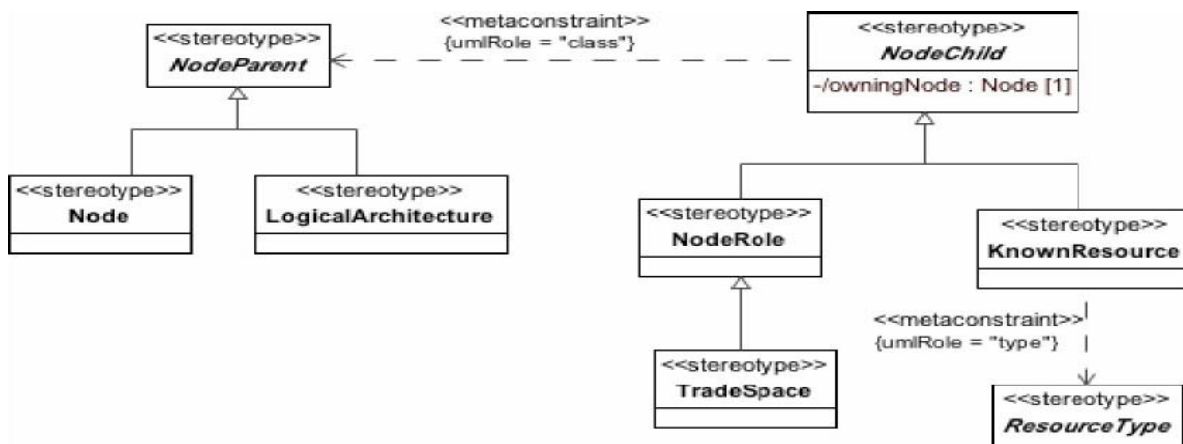 <<metaconstraint>>
{umlRole = "class"}
<<stereotype>>
NodeParent
<<stereotype>>
NodeChild
-/owningNode : Node [1]
<<stereotype>>
Node
<<stereotype>>
LogicalArchitecture
<<stereotype>>
NodeRole
<<stereotype>>
KnownResource
<<metaconstraint>>
{umlRole = "type"}
<<stereotype>>
TradeSpace
<<stereotype>>
ResourceType